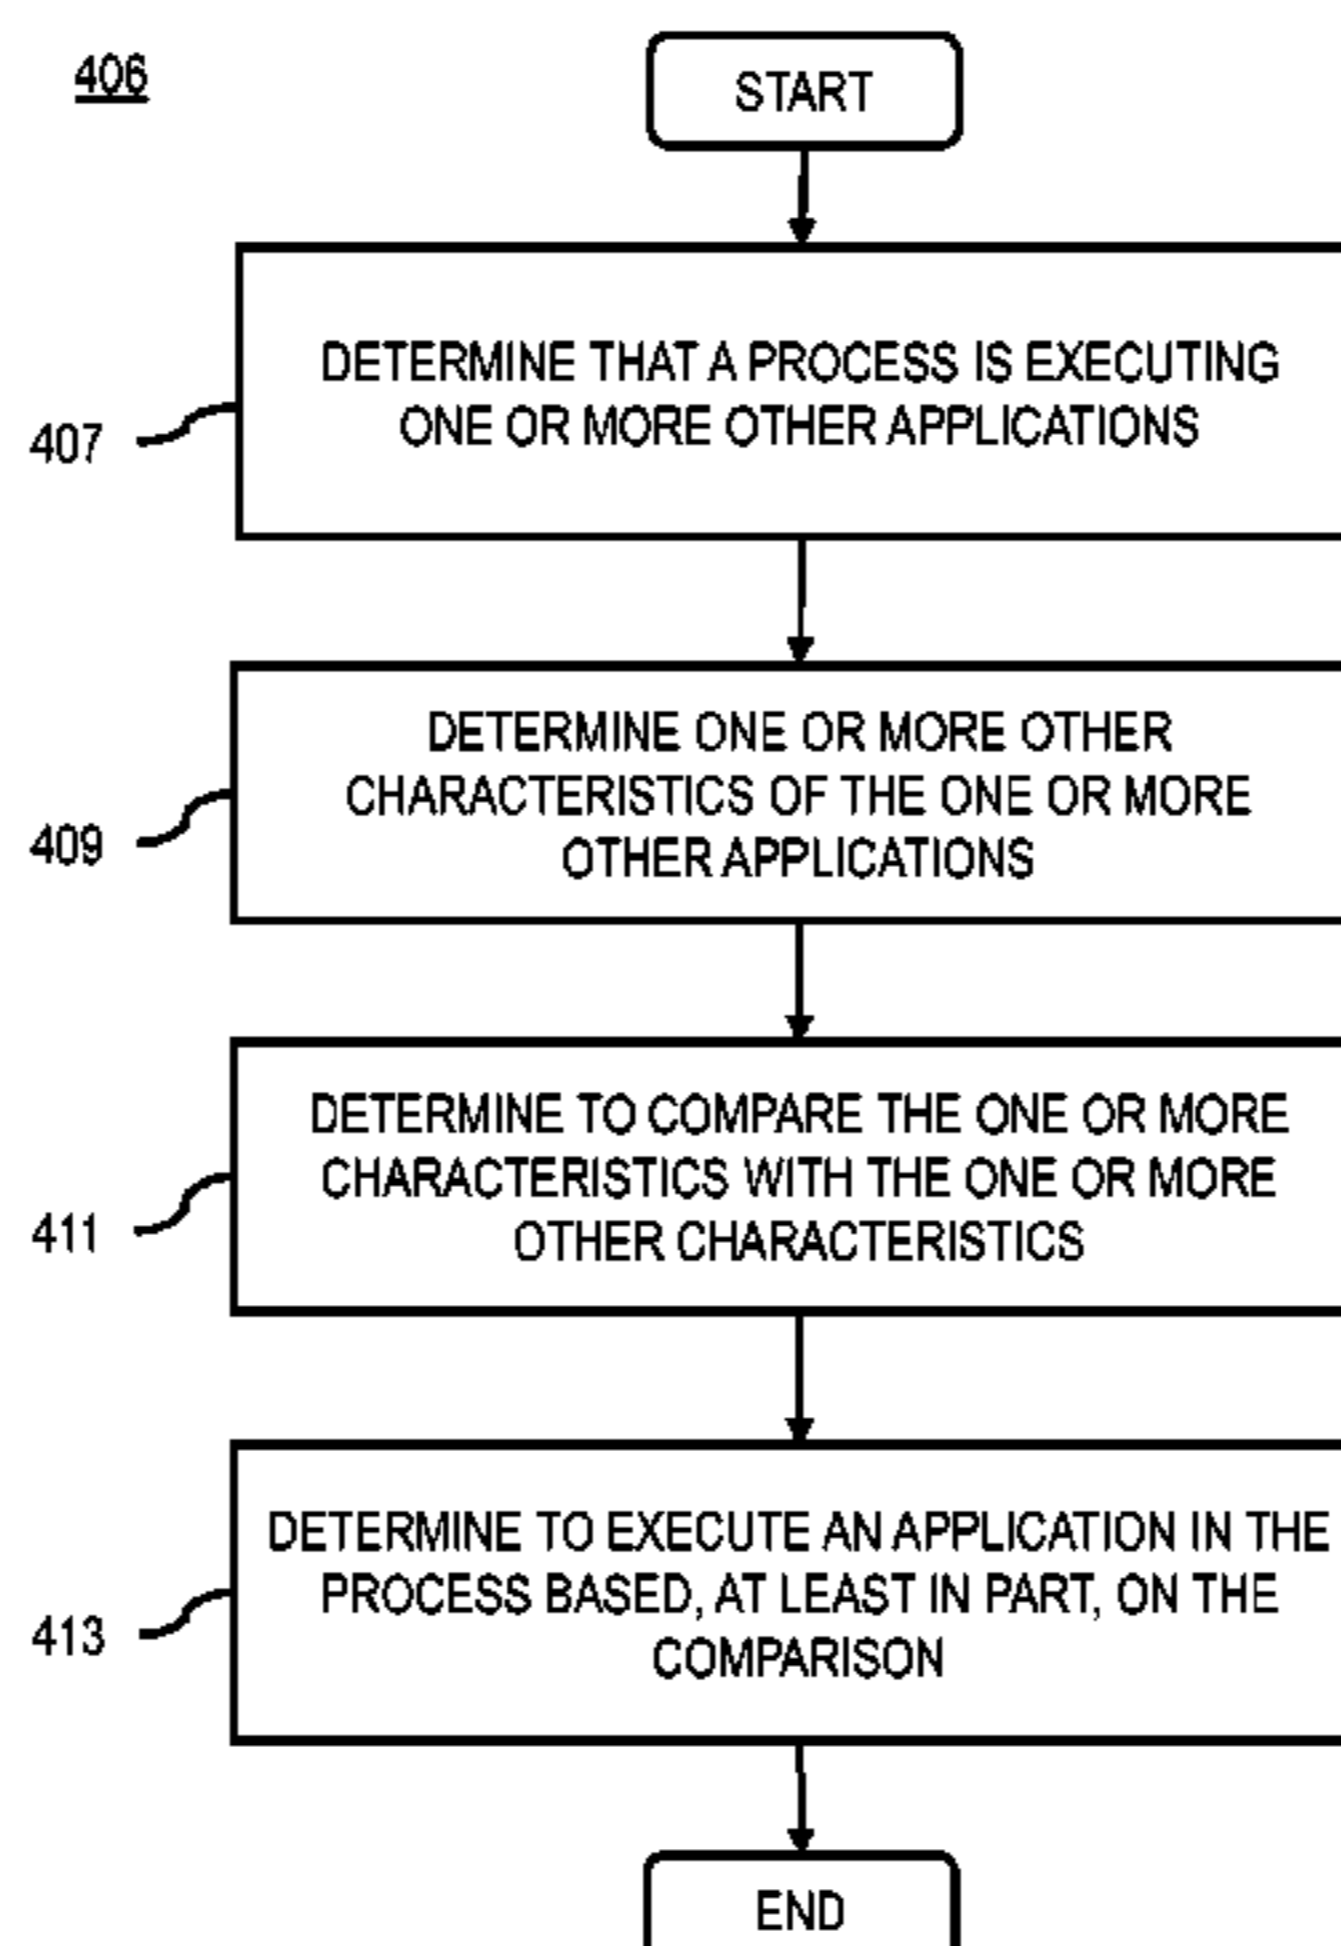 406
START
DETERMINE THAT A PROCESS IS EXECUTING
ONE OR MORE OTHER APPLICATIONS
407
DETERMINE ONE OR MORE OTHER
CHARACTERISTICS OF THE ONE OR MORE
OTHER APPLICATIONS
409
DETERMINE TO COMPARE THE ONE OR MORE
CHARACTERISTICS WITH THE ONE OR MORE
OTHER CHARACTERISTICS
411
DETERMINE TO EXECUTE AN APPLICATION IN THE
PROCESS BASED, AT LEAST IN PART, ON THE
COMPARISON
413
END